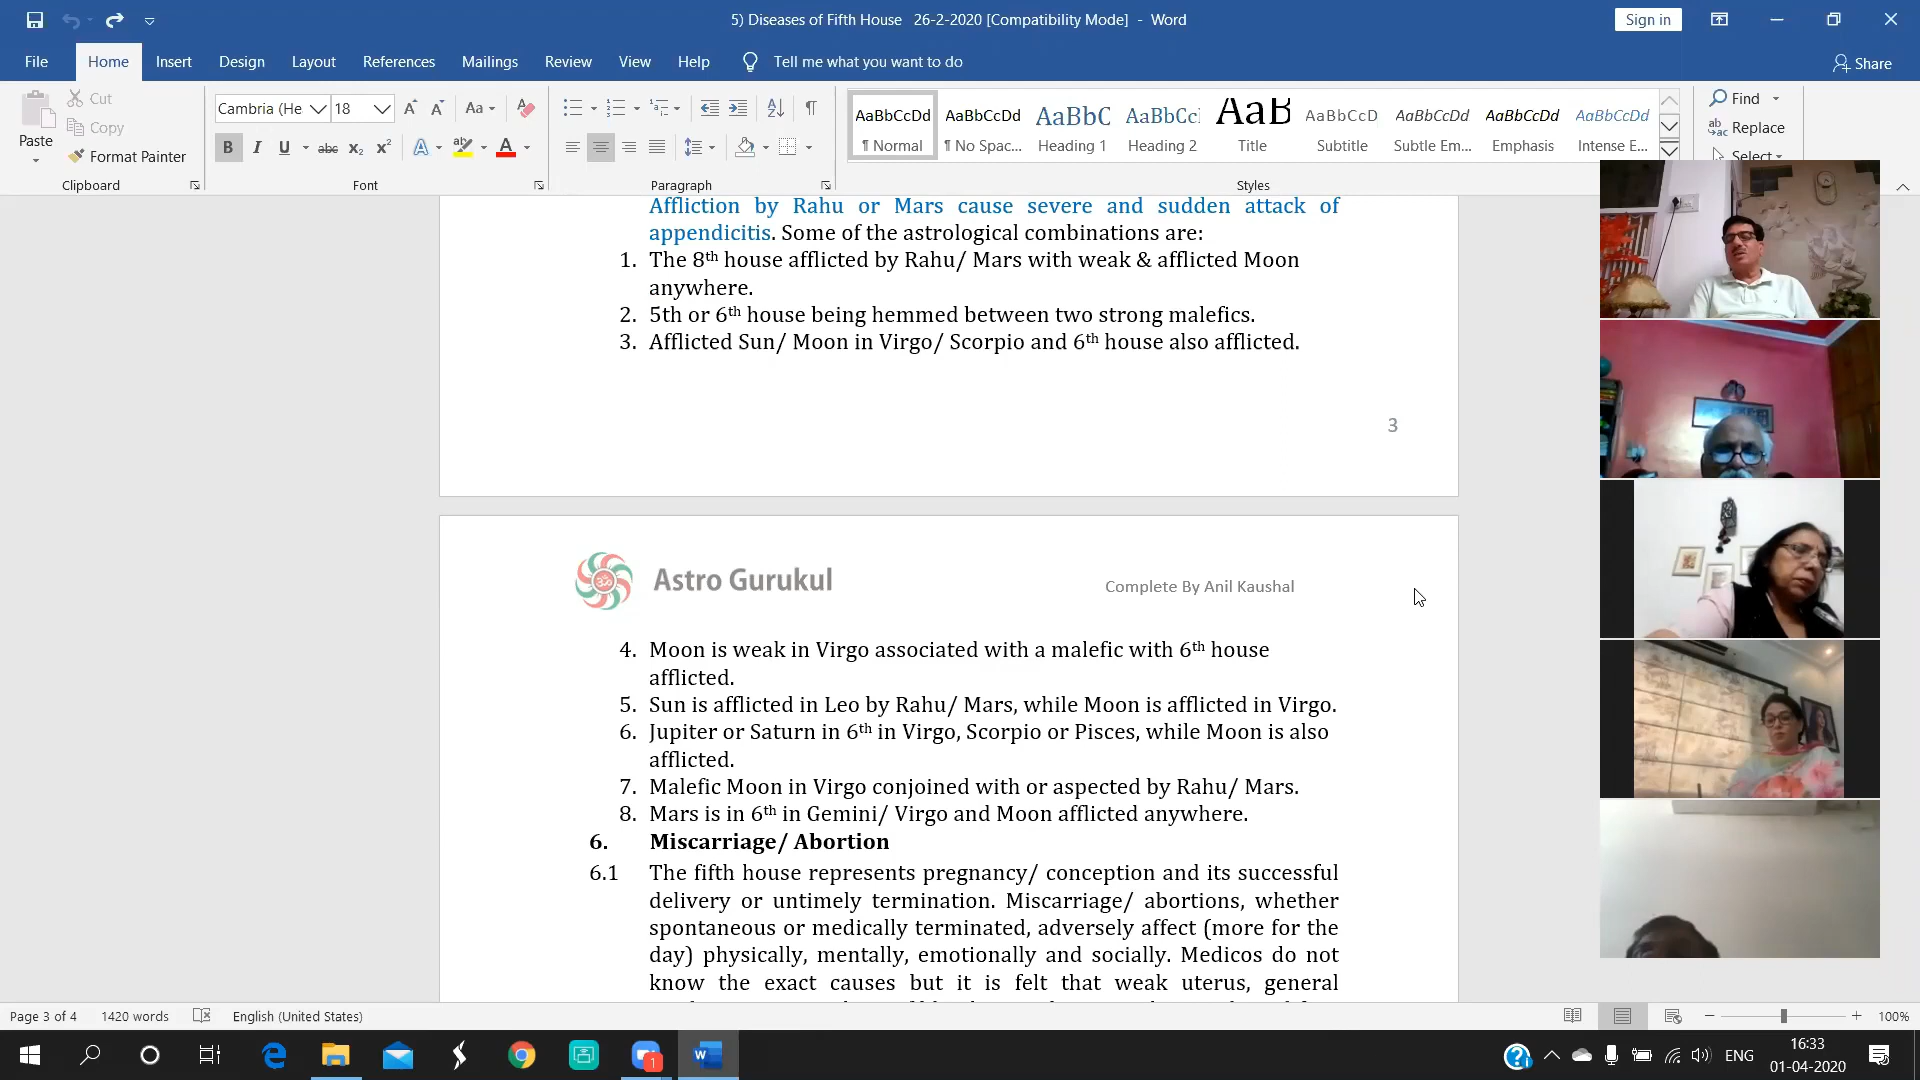 5) Diseases of Fifth House 26-2-2020 [Compatibility Mode] - Word
Sign in
File Home Insert Design Layout References Mailings Review View Help Tell me what you want to do
Share
Paste
Cut
Copy
Format Painter
Clipboard
Cambria (He 18
Font
Paragraph
AaBbCcDd AaBbCcDd AaBbC AaBbCc AaB AaBbCcD AaBbCcDd AaBbCcDd AaBbCcDd
¶ Normal ¶ No Spac... Heading 1 Heading 2 Title Subtitle Subtle Em... Emphasis Intense E...
Styles
Find
Replace
Select
Affliction by Rahu or Mars cause severe and sudden attack of
appendicitis. Some of the astrological combinations are:
1. The 8th house afflicted by Rahu/ Mars with weak & afflicted Moon
anywhere.
2. 5th or 6th house being hemmed between two strong malefics.
3. Afflicted Sun/ Moon in Virgo/ Scorpio and 6th house also afflicted.
3
Astro Gurukul
Complete By Anil Kaushal
4. Moon is weak in Virgo associated with a malefic with 6th house
afflicted.
5. Sun is afflicted in Leo by Rahu/ Mars, while Moon is afflicted in Virgo.
6. Jupiter or Saturn in 6th in Virgo, Scorpio or Pisces, while Moon is also
afflicted.
7. Malefic Moon in Virgo conjoined with or aspected by Rahu/ Mars.
8. Mars is in 6th in Gemini/ Virgo and Moon afflicted anywhere.
6. Miscarriage/ Abortion
6.1 The fifth house represents pregnancy/ conception and its successful
delivery or untimely termination. Miscarriage/ abortions, whether
spontaneous or medically terminated, adversely affect (more for the
day) physically, mentally, emotionally and socially. Medicos do not
know the exact causes but it is felt that weak uterus, general
Page 3 of 4 1420 words English (United States)
100%
ENG
16:33
01-04-2020